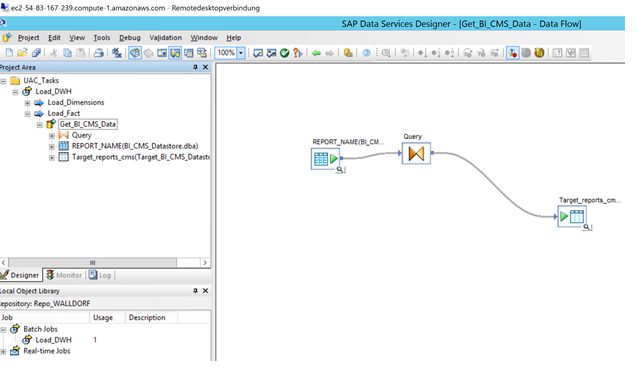 ec2-54-83-167-239.compute-1.amazonaws.com - Remotedesktopverbindung
SAP Data Services Designer - [Get_BI_CMS_Data - Data Flow]
Project Edit View Tools Debug Validation Window Help
100%
Project Area
UAC_Tasks
Load_DWH
Load_Dimensions
Load_Fact
Get_BI_CMS_Data
Query
REPORT_NAME(BI_CMS_Datastore.dba)
Target_reports_cms(Target_BI_CMS_Datasto
Designer Monitor Log
Local Object Library
Repository: Repo_WALLDORF
Job Usage Description
Batch Jobs
Load_DWH 1
Real-time Jobs
REPORT_NAME(BI_CM...
Query
Target_reports_cm...